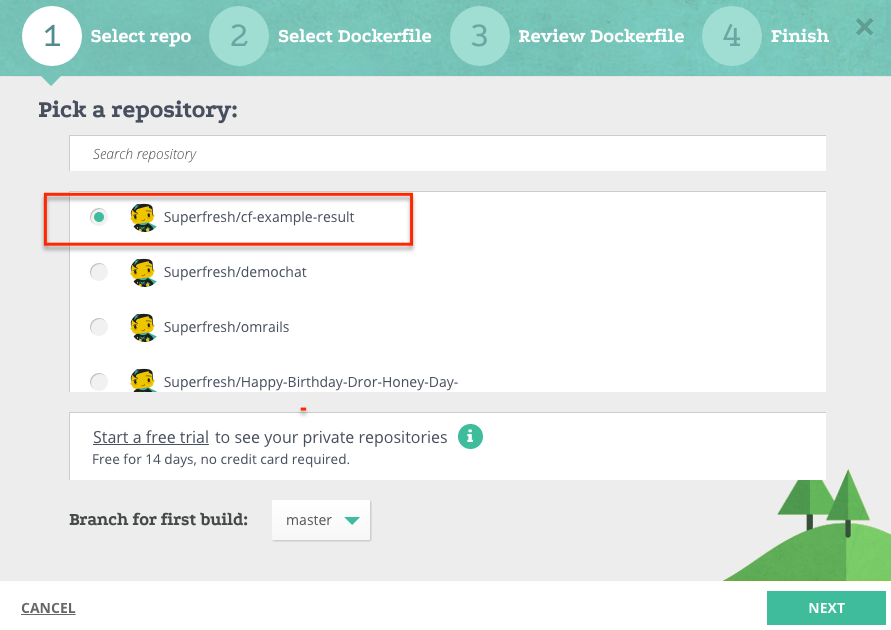 1 Select repo 2 Select Dockerfile 3 Review Dockerfile 4 Finish
Pick a repository:
Search repository
Superfresh/cf-example-result
Superfresh/demochat
Superfresh/omrails
Superfresh/Happy-Birthday-Dror-Honey-Day-
Start a free trial to see your private repositories i
Free for 14 days, no credit card required.
Branch for first build: master
CANCEL NEXT